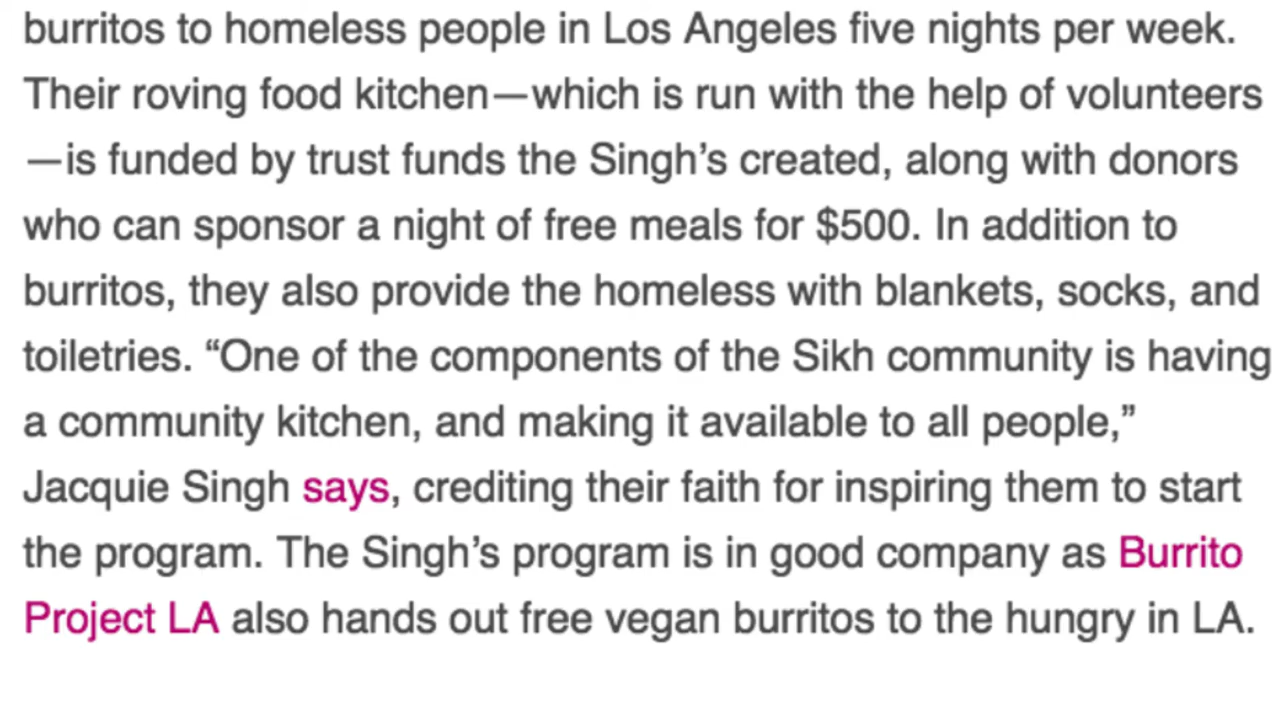 burritos to homeless people in Los Angeles five nights per week.
Their roving food kitchen—which is run with the help of volunteers
—is funded by trust funds the Singh’s created, along with donors
who can sponsor a night of free meals for $500. In addition to
burritos, they also provide the homeless with blankets, socks, and
toiletries. “One of the components of the Sikh community is having
a community kitchen, and making it available to all people,”
Jacquie Singh says, crediting their faith for inspiring them to start
the program. The Singh’s program is in good company as Burrito
Project LA also hands out free vegan burritos to the hungry in LA.